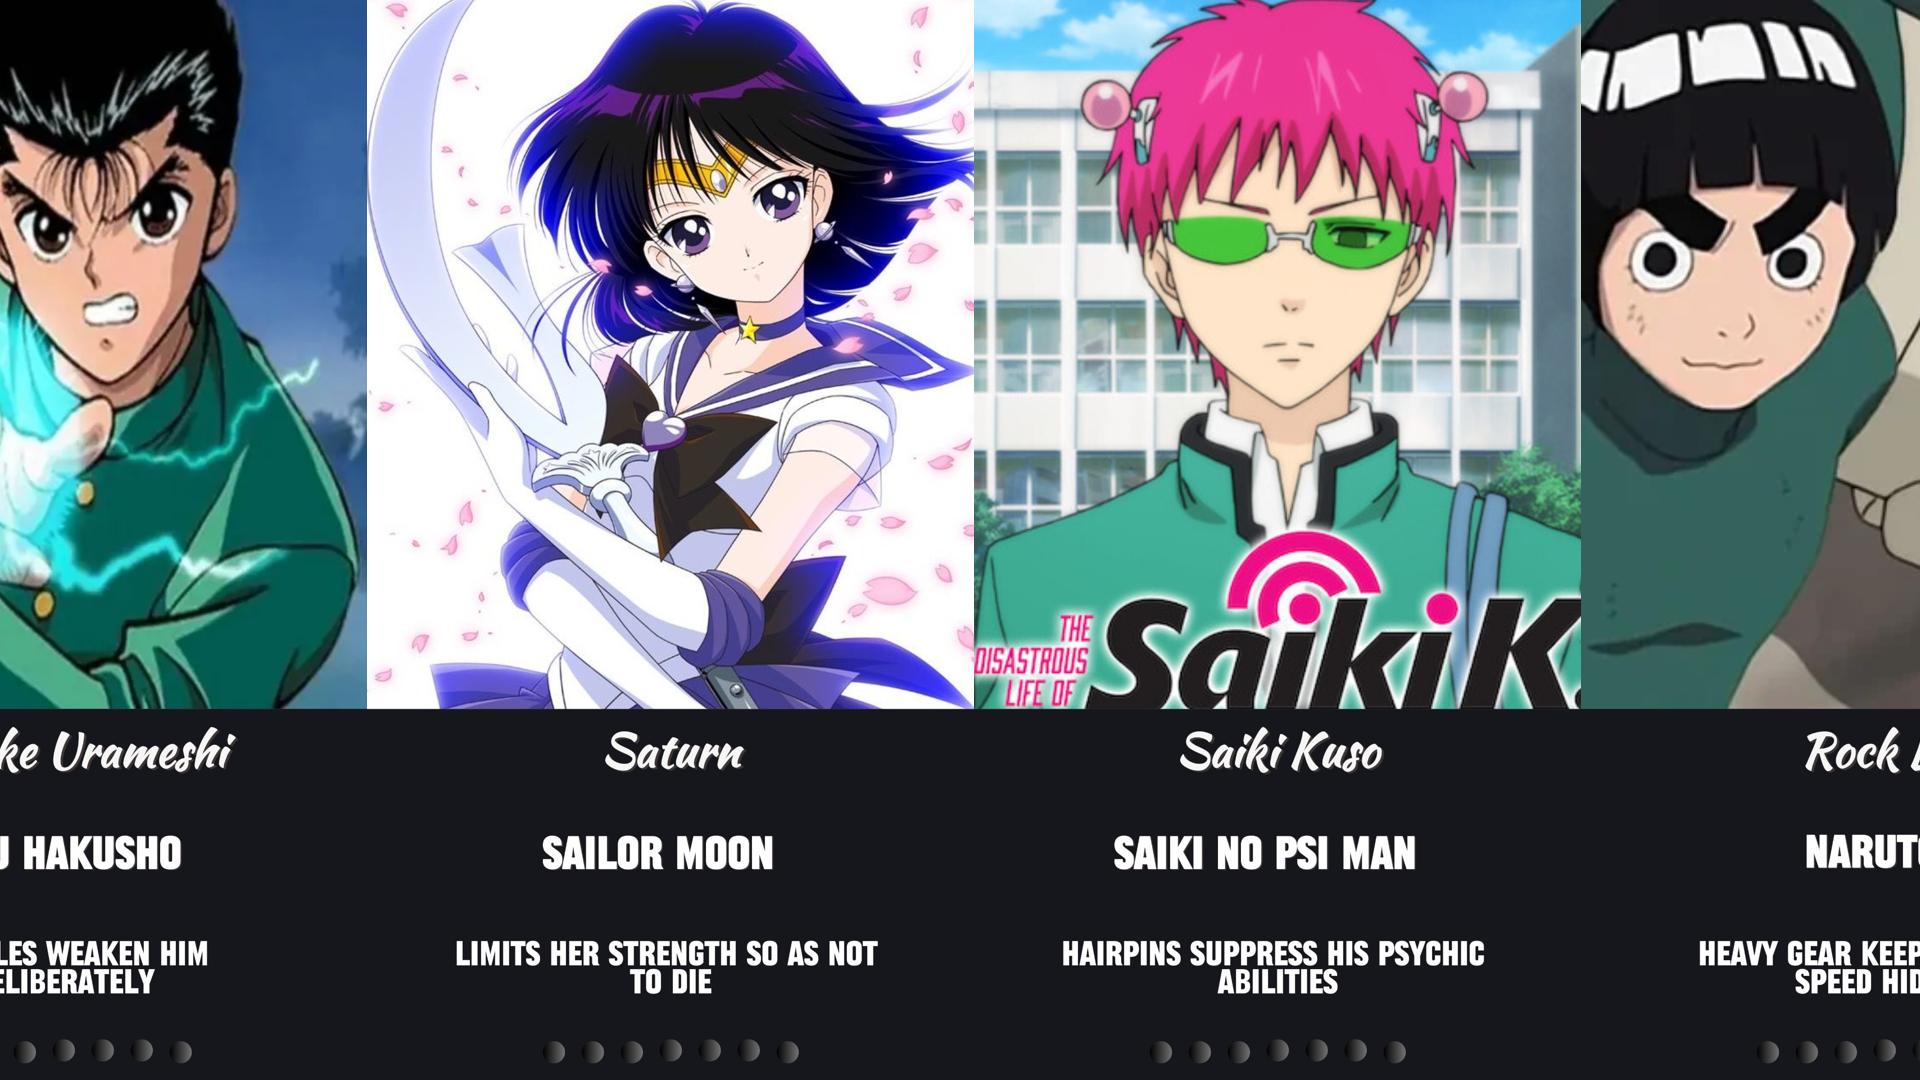 THE
DISASTROUS
LIFE OF
Saiki K.
ke Urameshi
Saturn
Saiki Kuso
Rock
U HAKUSHO
SAILOR MOON
SAIKI NO PSI MAN
NARUTO
LES WEAKEN HIM
ELIBERATELY
LIMITS HER STRENGTH SO AS NOT
TO DIE
HAIRPINS SUPPRESS HIS PSYCHIC
ABILITIES
HEAVY GEAR KEEP
SPEED HID